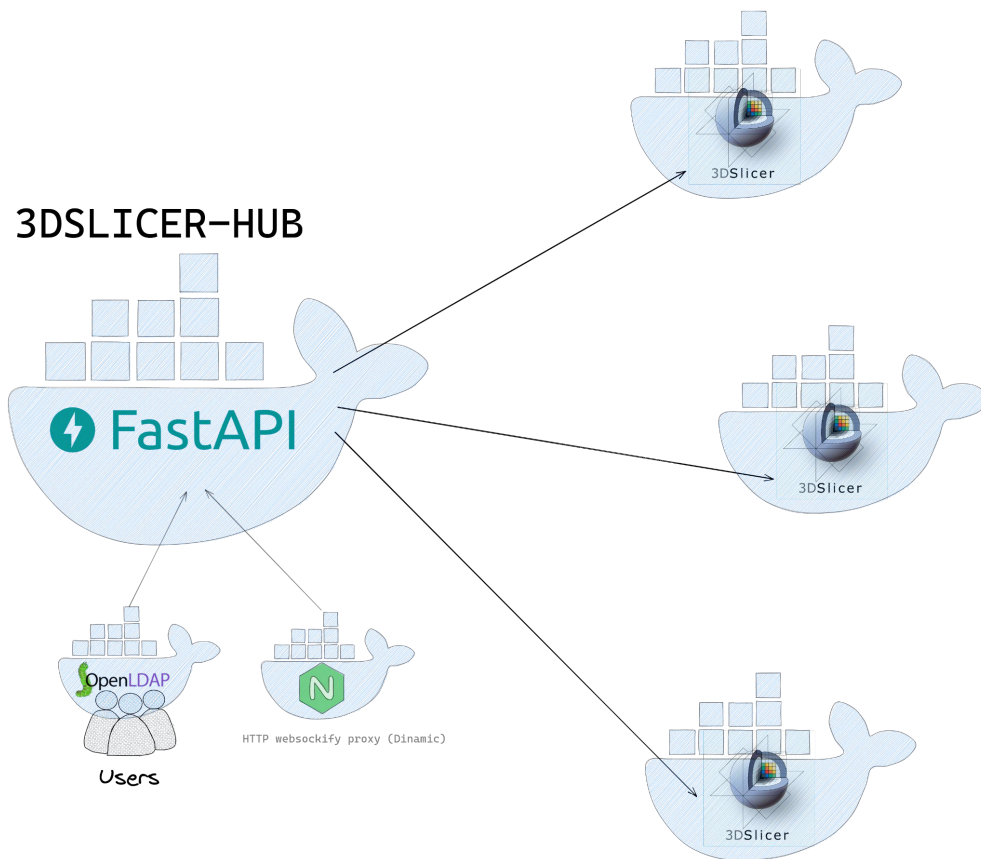 3DSlicer
3DSLICER-HUB
FastAPI
3DSlicer
OpenLDAP
N
HTTP websockify proxy (Dinamic)
Users
3DSlicer